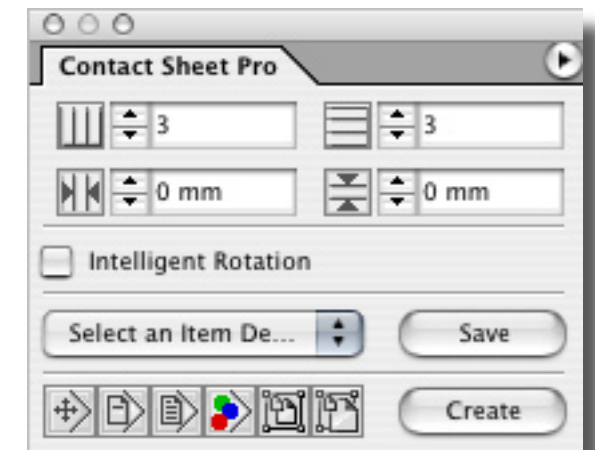 Contact Sheet Pro
3 3
0 mm 0 mm
Intelligent Rotation
Select an Item De... Save
Create